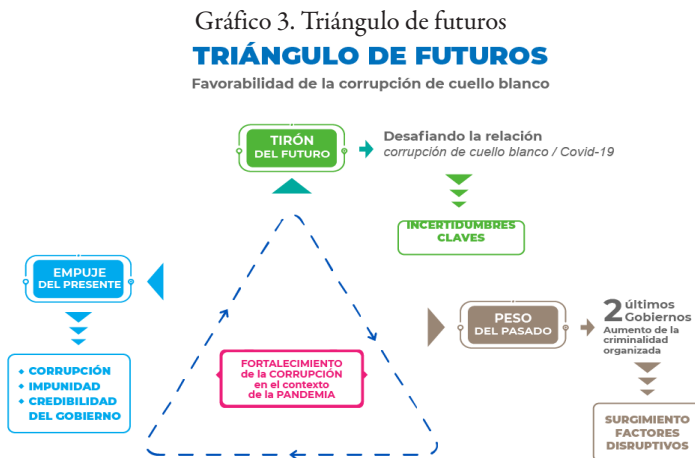 Gráfico 3. Triángulo de futuros
TRIÁNGULO DE FUTUROS
Favorabilidad de la corrupción de cuello blanco
TIRÓN
DEL FUTURO
Desafiando la relación
corrupción de cuello blanco / Covid-19
INCERTIDUMBRES
CLAVES
EMPUJE
DEL PRESENTE
CORRUPCIÓN
IMPUNIDAD
CREDIBILIDAD
DEL GOBIERNO
FORTALECIMIENTO
de la CORRUPCIÓN
en el contexto
de la PANDEMIA
PESO
DEL PASADO
2 últimos
Gobiernos
Aumento de la
criminalidad
organizada
SURGIMIENTO
FACTORES
DISRUPTIVOS